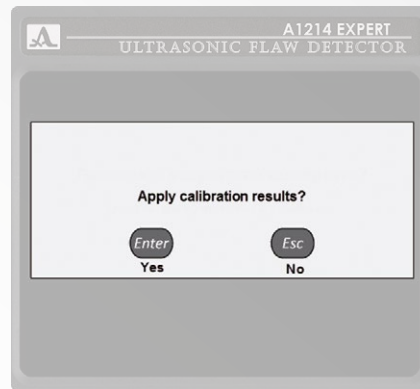 A1214 EXPERT
ULTRASONIC FLAW DETECTOR
Apply calibration results?
Enter Esc
Yes No